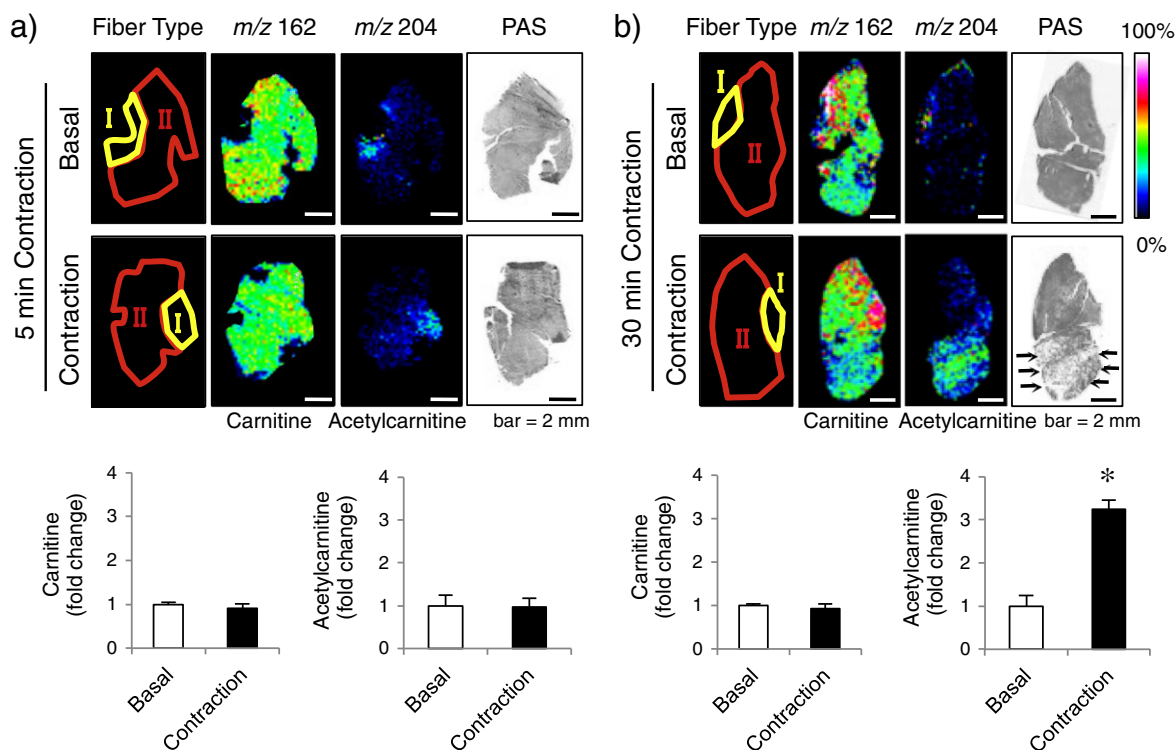 a)
Fiber Type m/z 162 m/z 204 PAS
5 min Contraction
Basal
I
II
Contraction
II
I
Carnitine Acetylcarnitine bar = 2 mm
b)
Fiber Type m/z 162 m/z 204 PAS
100%
0%
30 min Contraction
Basal
I
II
Contraction
I
II
Carnitine Acetylcarnitine bar = 2 mm
Carnitine
(fold change)
4
3
2
1
0
Basal
Contraction
Acetylcarnitine
(fold change)
4
3
2
1
0
Basal
Contraction
Carnitine
(fold change)
4
3
2
1
0
Basal
Contraction
Acetylcarnitine
(fold change)
4
3
2
1
0
*
Basal
Contraction